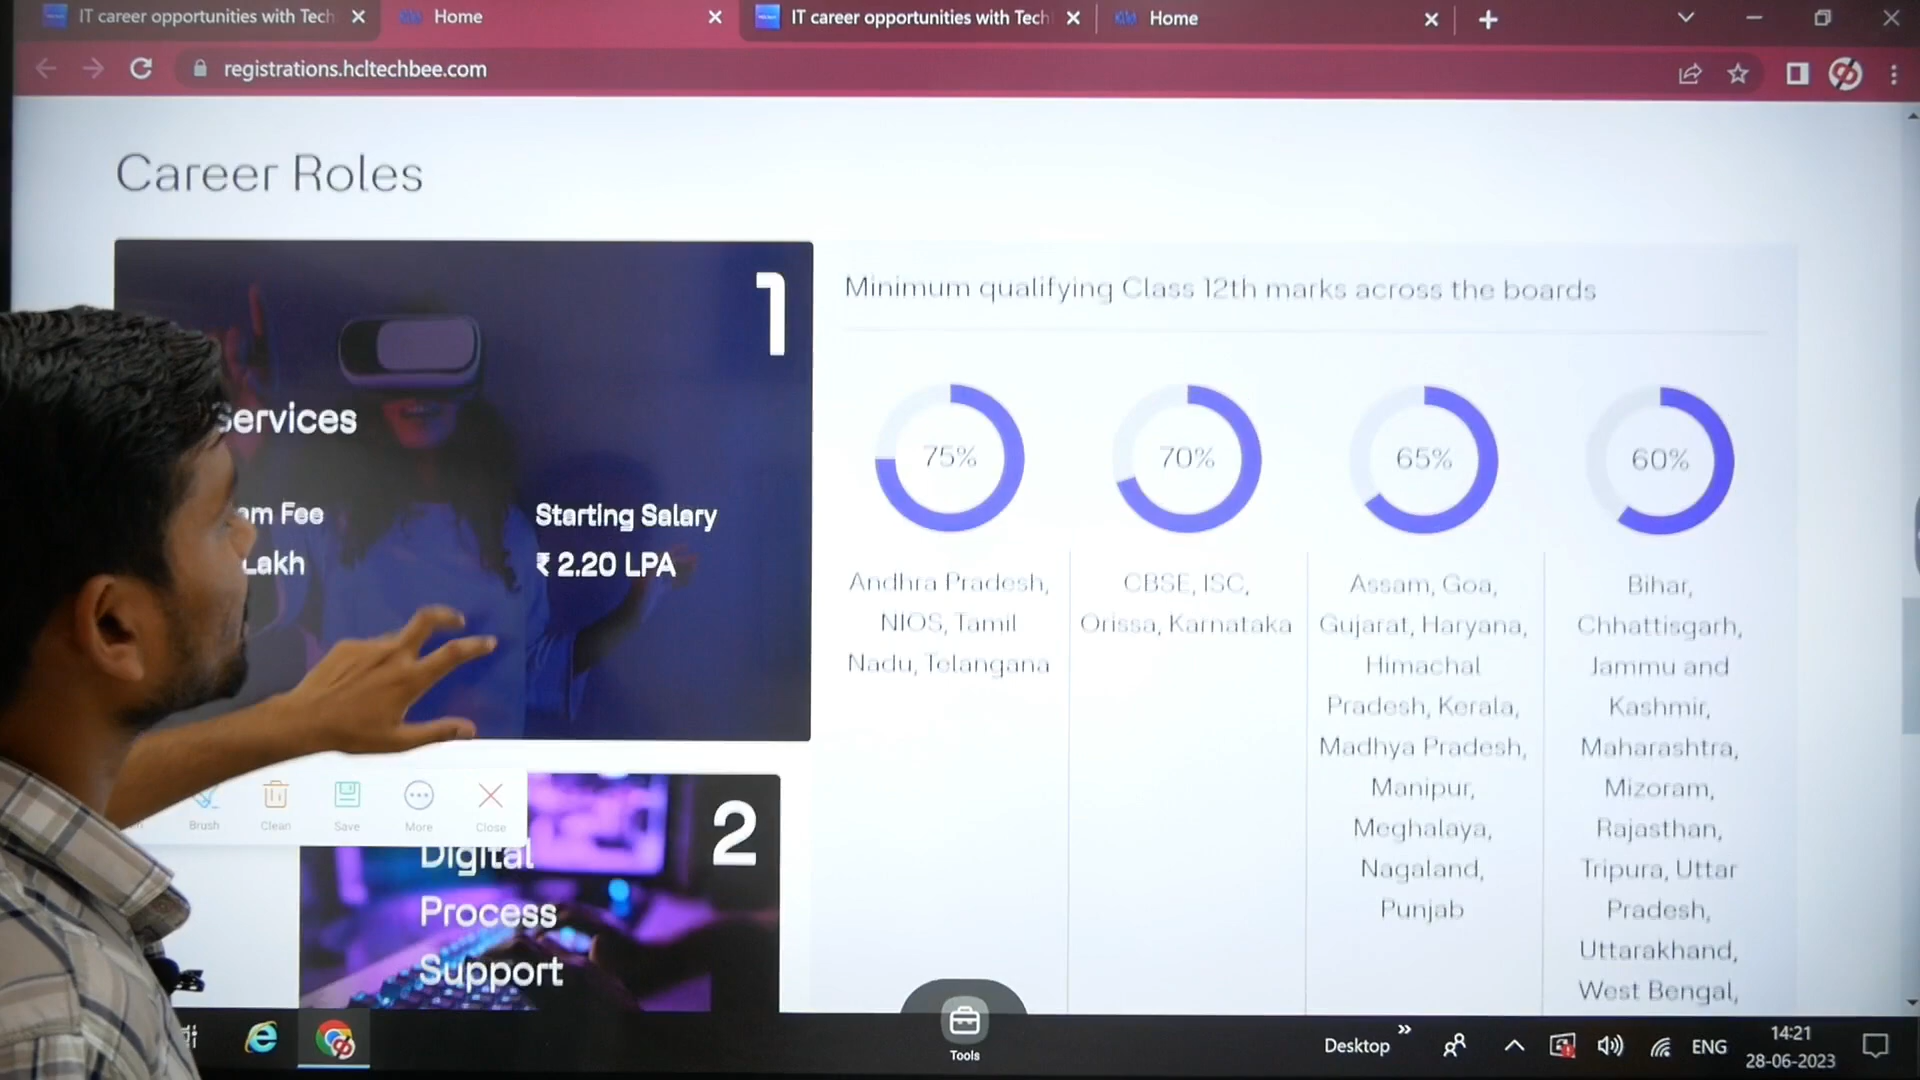 IT career opportunities with Tech
Home
IT career opportunities with Tech
Home
registrations.hcltechbee.com
Career Roles
1
Services
Fee
Lakh
Starting Salary
₹ 2.20 LPA
Minimum qualifying Class 12th marks across the boards
75%
70%
65%
60%
Andhra Pradesh,
NIOS, Tamil
Nadu, Telangana
CBSE, ISC,
Orissa, Karnataka
Assam, Goa,
Gujarat, Haryana,
Himachal
Pradesh, Kerala,
Madhya Pradesh,
Manipur,
Meghalaya,
Nagaland,
Punjab
Bihar,
Chhattisgarh,
Jammu and
Kashmir,
Maharashtra,
Mizoram,
Rajasthan,
Tripura, Uttar
Pradesh,
Uttarakhand,
West Bengal,
Brush
Clean
Save
More
Close
2
Digital
Process
Support
Tools
Desktop
ENG
14:21
28-06-2023